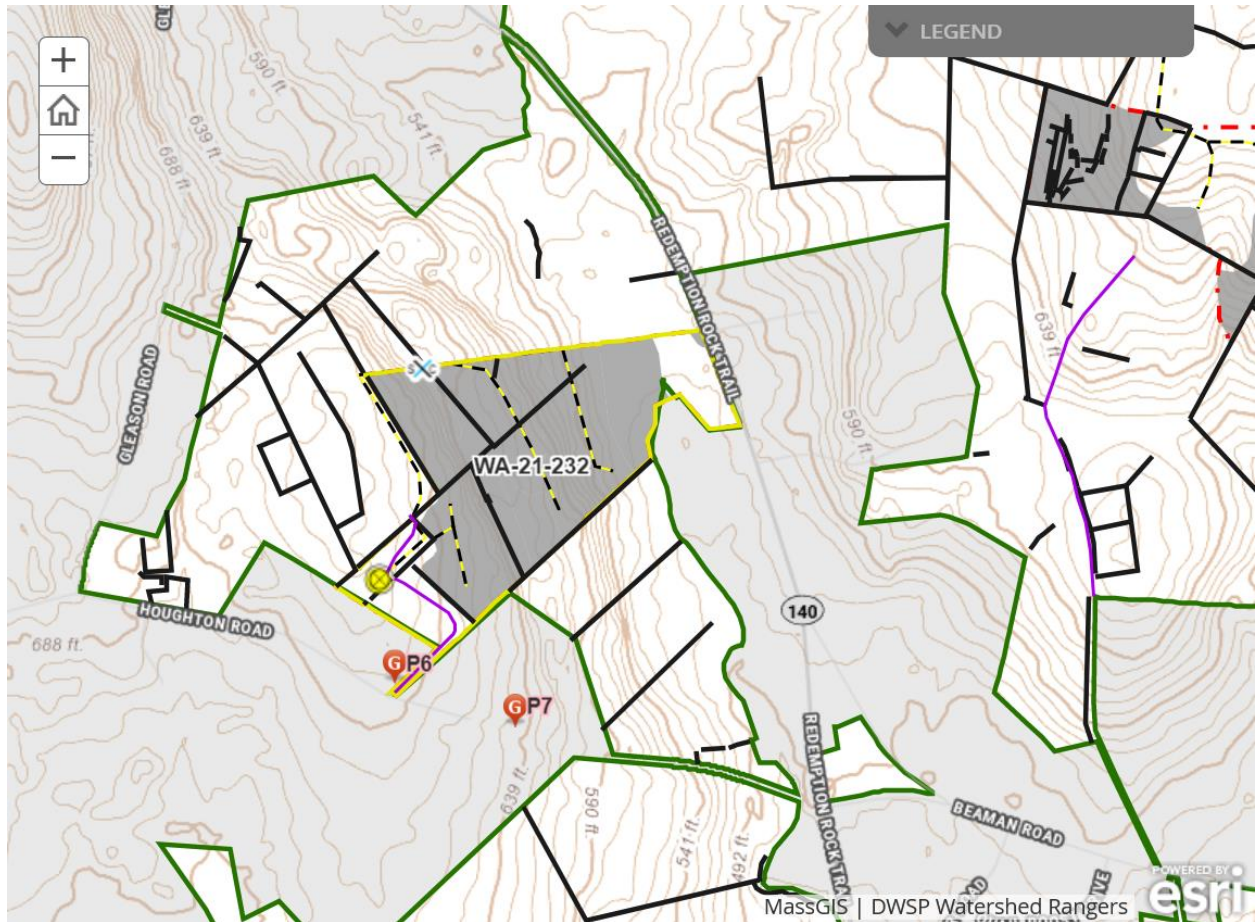 LEGEND
+
−
590 ft.
541 ft.
639 ft.
688 ft.
REDEMPTION ROCK TRAIL
639 ft.
GLEASON ROAD
S C
590 ft.
WA-21-232
140
HOUGHTON ROAD
688 ft.
G P6
G P7
REDEMPTION ROCK TRA
639 ft.
590 ft.
541 ft.
492 ft.
BEAMAN ROAD
MassGIS | DWSP Watershed Rangers
POWERED BY
esri